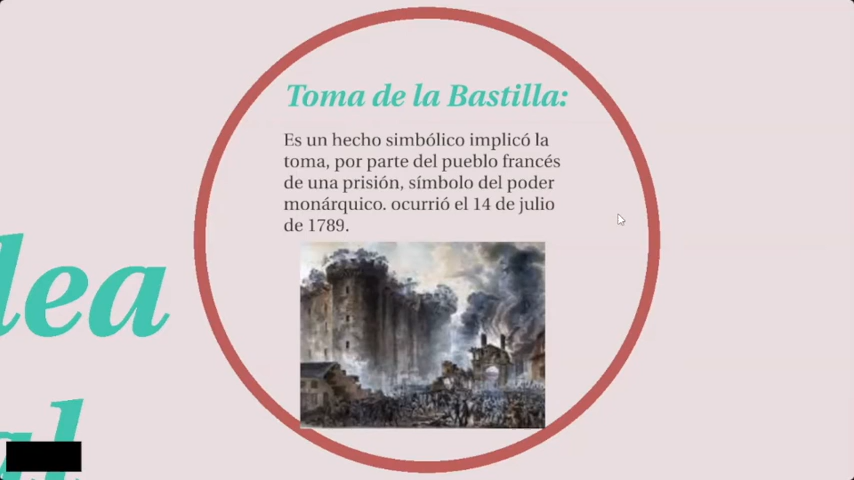 Toma de la Bastilla:
Es un hecho simbólico implicó la
toma, por parte del pueblo francés
de una prisión, símbolo del poder
monárquico. ocurrió el 14 de julio
de 1789.